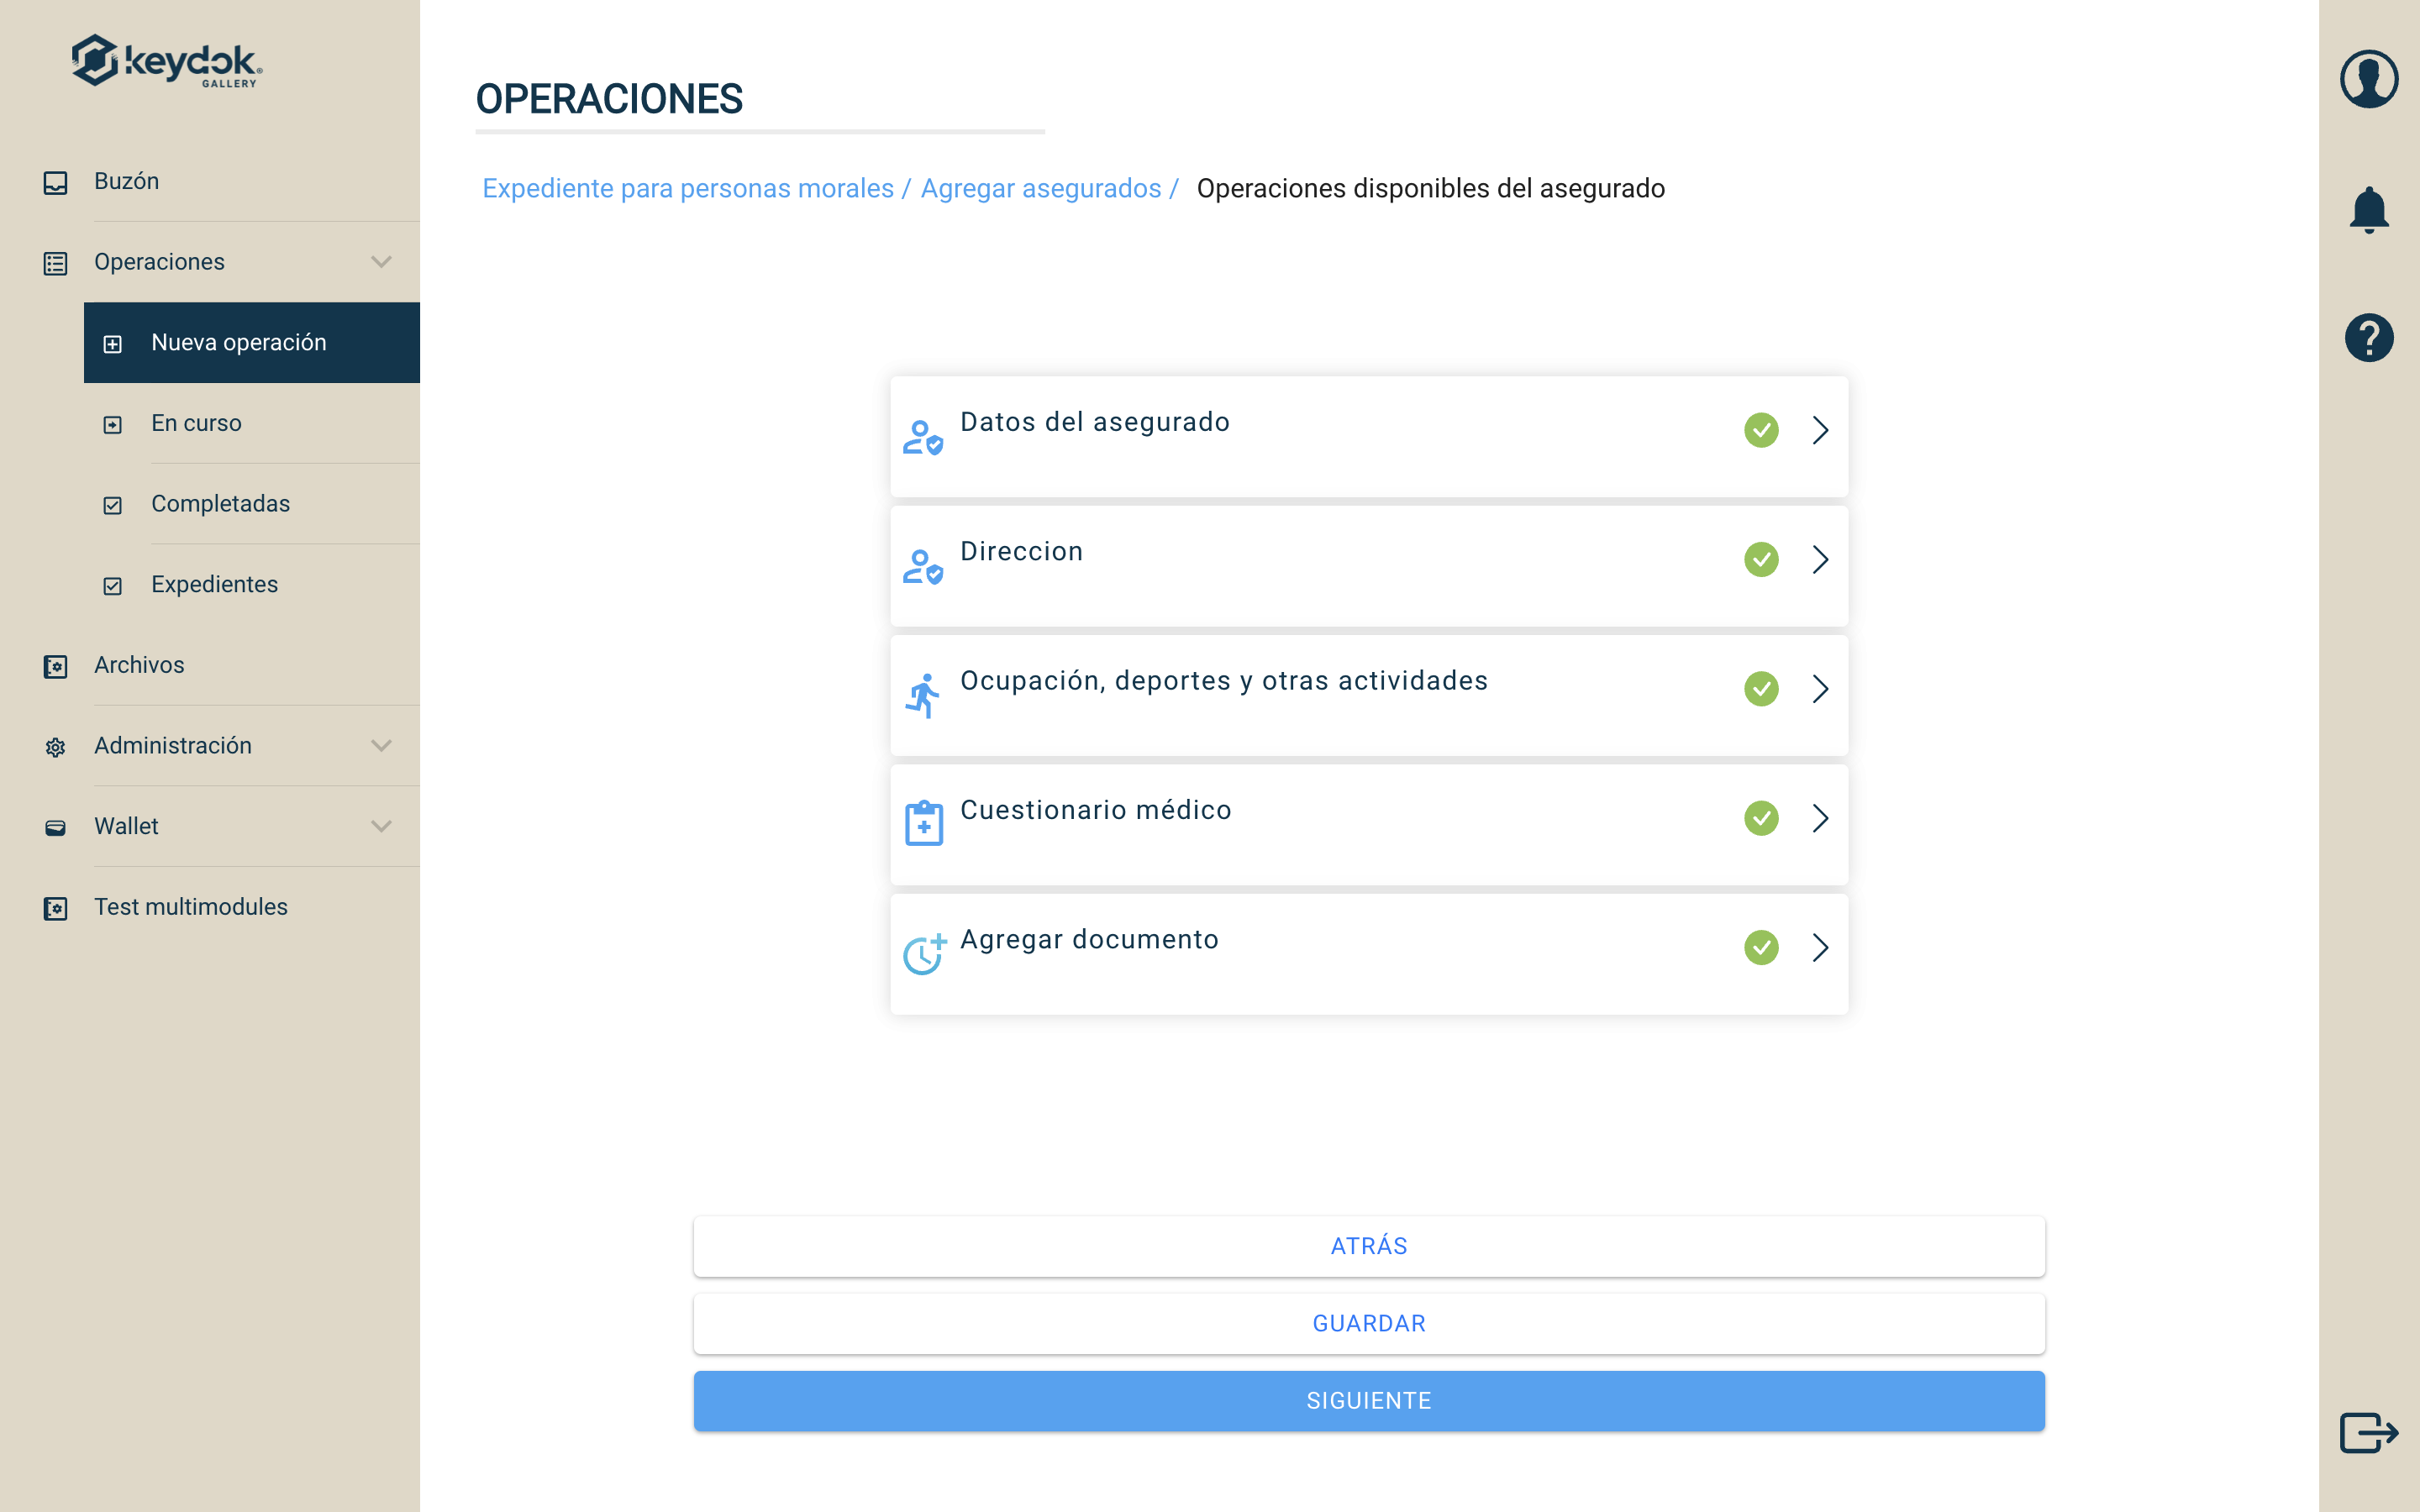 keydok®
GALLERY
Buzón
Operaciones
Nueva operación
En curso
Completadas
Expedientes
Archivos
Administración
Wallet
Test multimodules
OPERACIONES
Expediente para personas morales / Agregar asegurados / Operaciones disponibles del asegurado
Datos del asegurado
Direccion
Ocupación, deportes y otras actividades
Cuestionario médico
Agregar documento
ATRÁS
GUARDAR
SIGUIENTE